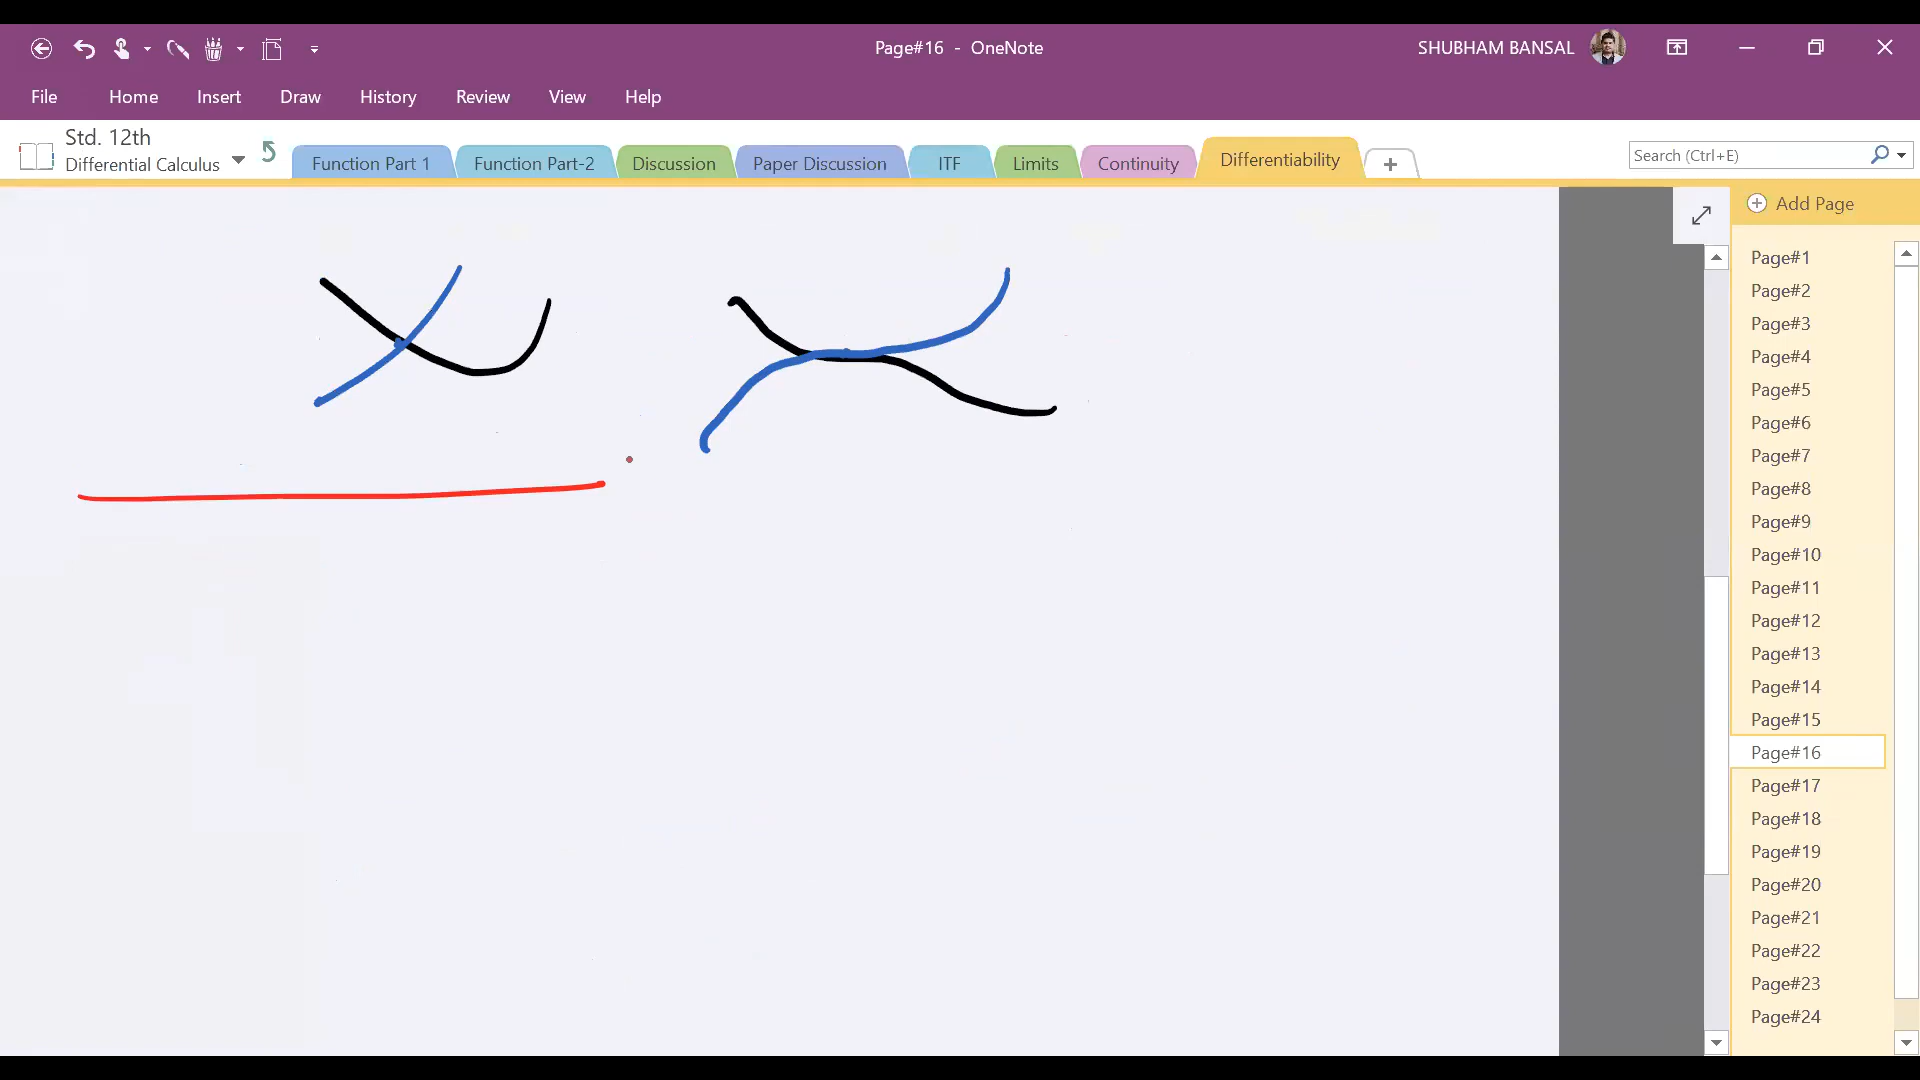 Page#16 - OneNote
SHUBHAM BANSAL
File Home Insert Draw History Review View Help
Std. 12th
Differential Calculus
Function Part 1
Function Part-2
Discussion
Paper Discussion
ITF
Limits
Continuity
Differentiability
Search (Ctrl+E)
Add Page
Page#1
Page#2
Page#3
Page#4
Page#5
Page#6
Page#7
Page#8
Page#9
Page#10
Page#11
Page#12
Page#13
Page#14
Page#15
Page#16
Page#17
Page#18
Page#19
Page#20
Page#21
Page#22
Page#23
Page#24